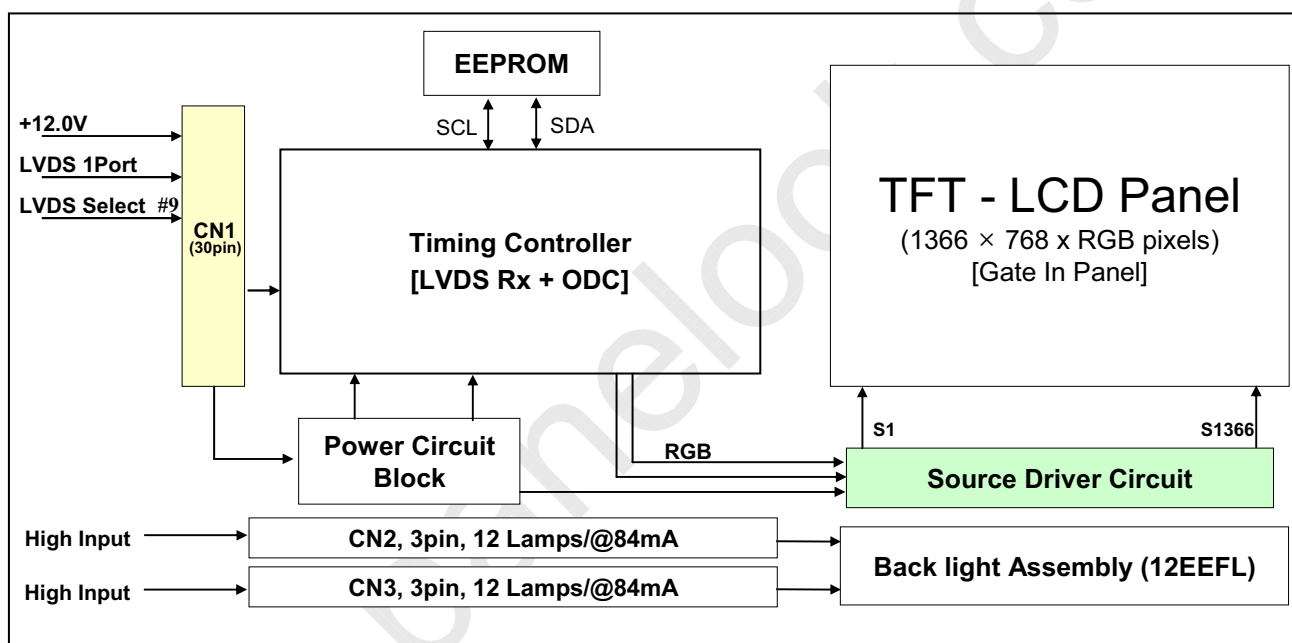 EEPROM
SCL
SDA
+12.0V
LVDS 1Port
LVDS Select #9
CN1
(30pin)
Timing Controller
[LVDS Rx + ODC]
TFT - LCD Panel
(1366 × 768 x RGB pixels)
[Gate In Panel]
S1
S1366
Power Circuit
Block
RGB
Source Driver Circuit
High Input
CN2, 3pin, 12 Lamps/@84mA
High Input
CN3, 3pin, 12 Lamps/@84mA
Back light Assembly (12EEFL)